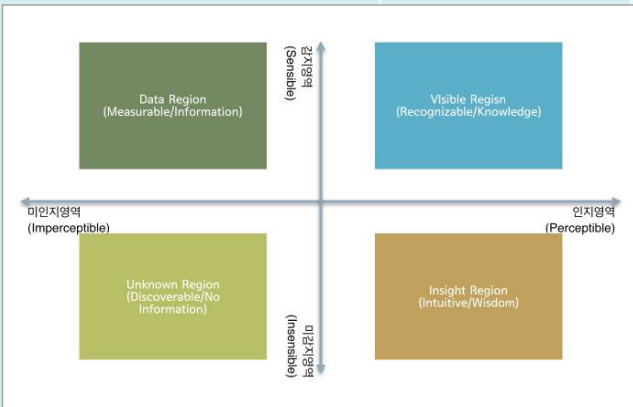 Data Region
(Measurable/Information)
감지영역
(Sensible)
VIsible Regisn
(Recognizable/Knowledge)
미인지영역
(Imperceptible)
인지영역
(Perceptible)
Unknown Region
(Discoverable/No
Information)
미감지영역
(Insensible)
Insight Region
(Intuitive/Wisdom)